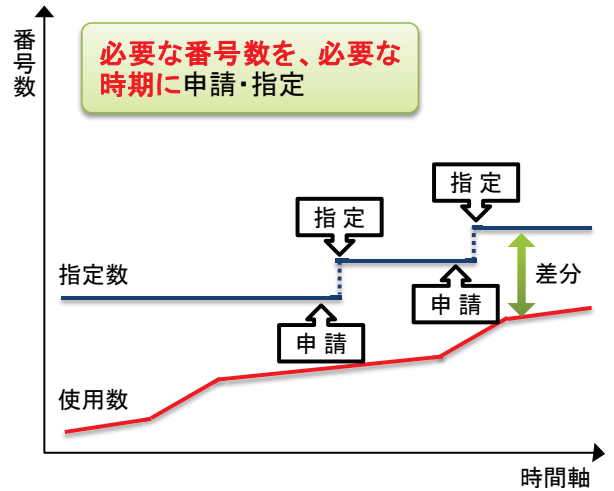 番号数
必要な番号数を、必要な
時期に申請・指定
指 定
指 定
指定数
差分
申 請
申 請
使用数
時間軸